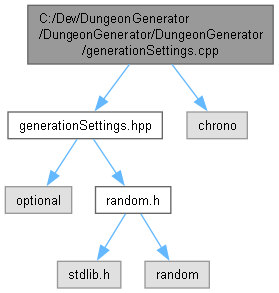 C:/Dev/DungeonGenerator
/DungeonGenerator/DungeonGenerator
/generationSettings.cpp
generationSettings.hpp
chrono
optional
random.h
stdlib.h
random